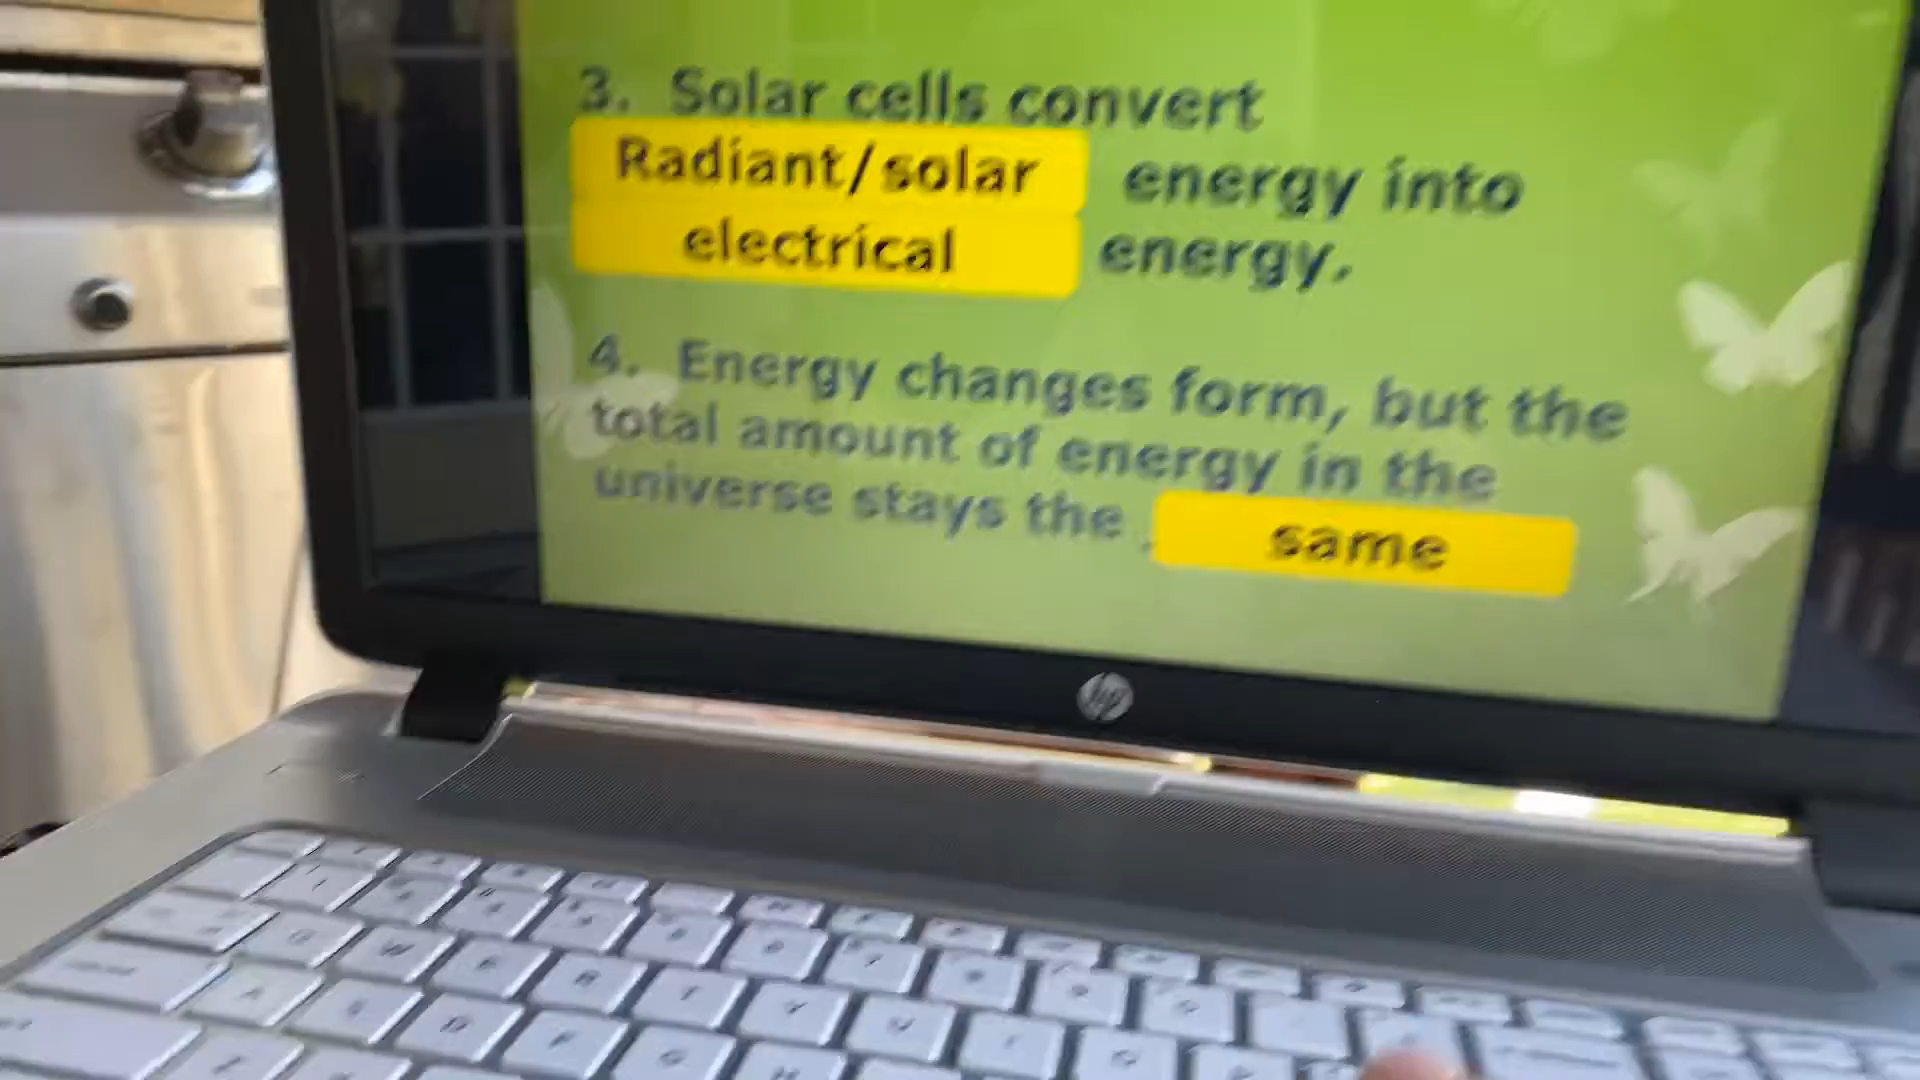 3. Solar cells convert
Radiant/solar energy into
electrical energy.
4. Energy changes form, but the
total amount of energy in the
universe stays the same
hp